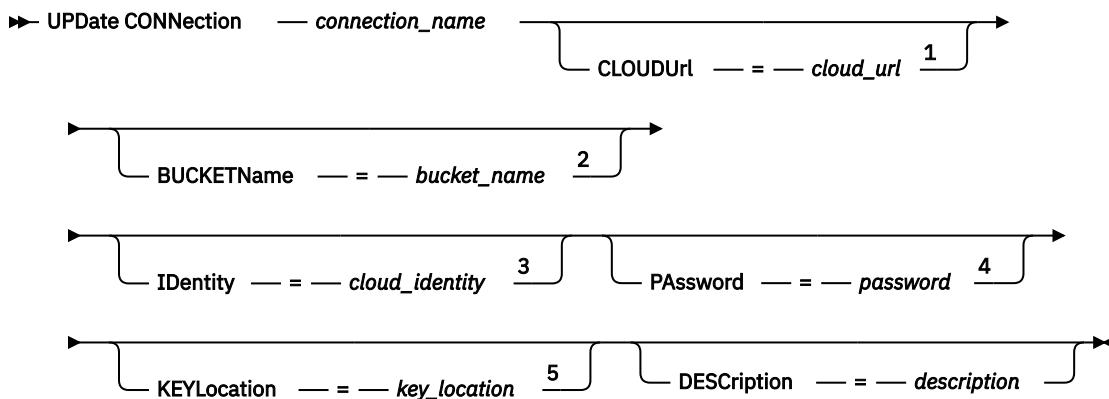 UPDate CONNection connection_name
CLOUDUrl = cloud_url 1
BUCKETName = bucket_name 2
IDentity = cloud_identity 3 PAssword = password 4
KEYLocation = key_location 5 DESCription = description